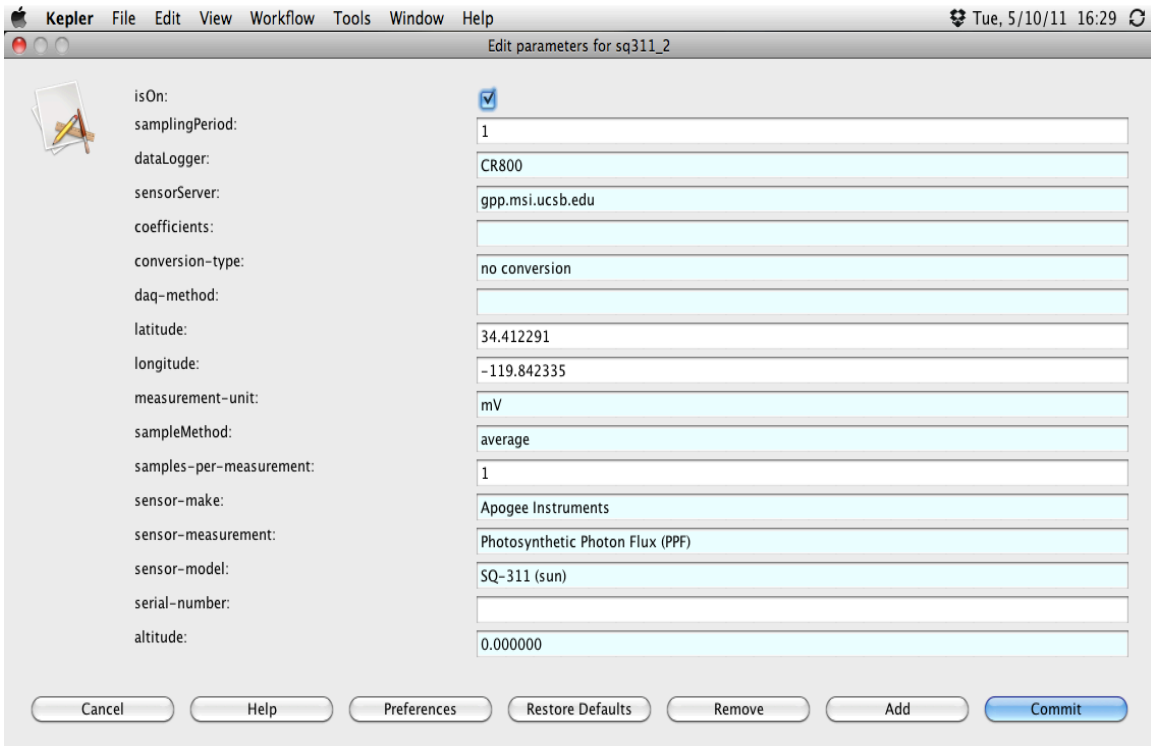 Kepler File Edit View Workflow Tools Window Help Tue, 5/10/11 16:29
Edit parameters for sq311_2
isOn:
samplingPeriod: 1
dataLogger: CR800
sensorServer: gpp.msi.ucsb.edu
coefficients:
conversion-type: no conversion
daq-method:
latitude: 34.412291
longitude: -119.842335
measurement-unit: mV
sampleMethod: average
samples-per-measurement: 1
sensor-make: Apogee Instruments
sensor-measurement: Photosynthetic Photon Flux (PPF)
sensor-model: SQ-311 (sun)
serial-number:
altitude: 0.000000
Cancel Help Preferences Restore Defaults Remove Add Commit